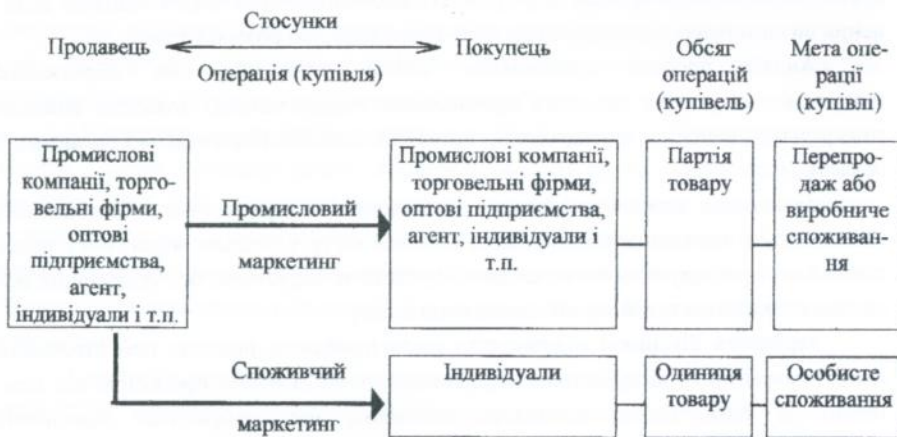 Стосунки
Продавець
Покупець
Операція (купівля)
Обсяг
операцій
(купівель)
Мета опе-
рації
(купівлі)
Промислові
компанії, торго-
вельні фірми,
оптові
підприємства,
агент,
індивідуали і т.п.
Промисловий
маркетинг
Промислові компанії,
торговельні фірми,
оптові підприємства,
агент, індивідуали і
т.п.
Партія
товару
Перепро-
даж або
виробниче
споживан-
ня
Споживчий
маркетинг
Індивідуали
Одиниця
товару
Особисте
споживання